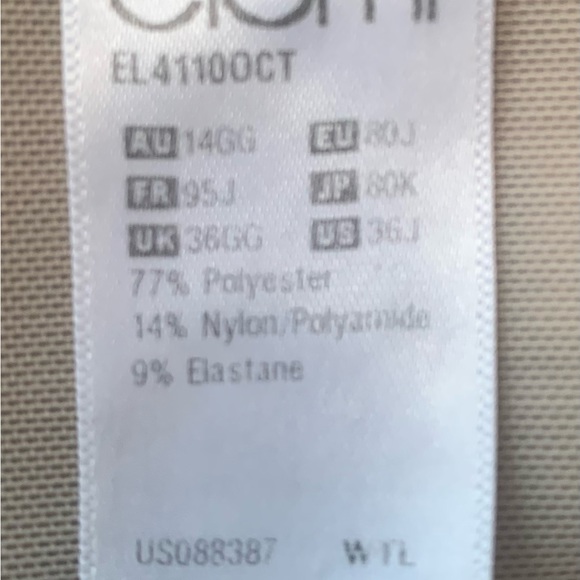 elomi
EL4110OCT
AU 14GG EU 80J
FR 95J JP 80K
UK 36GG US 36J
77% Polyester
14% Nylon/Polyamide
9% Elastane
US088387 WTL